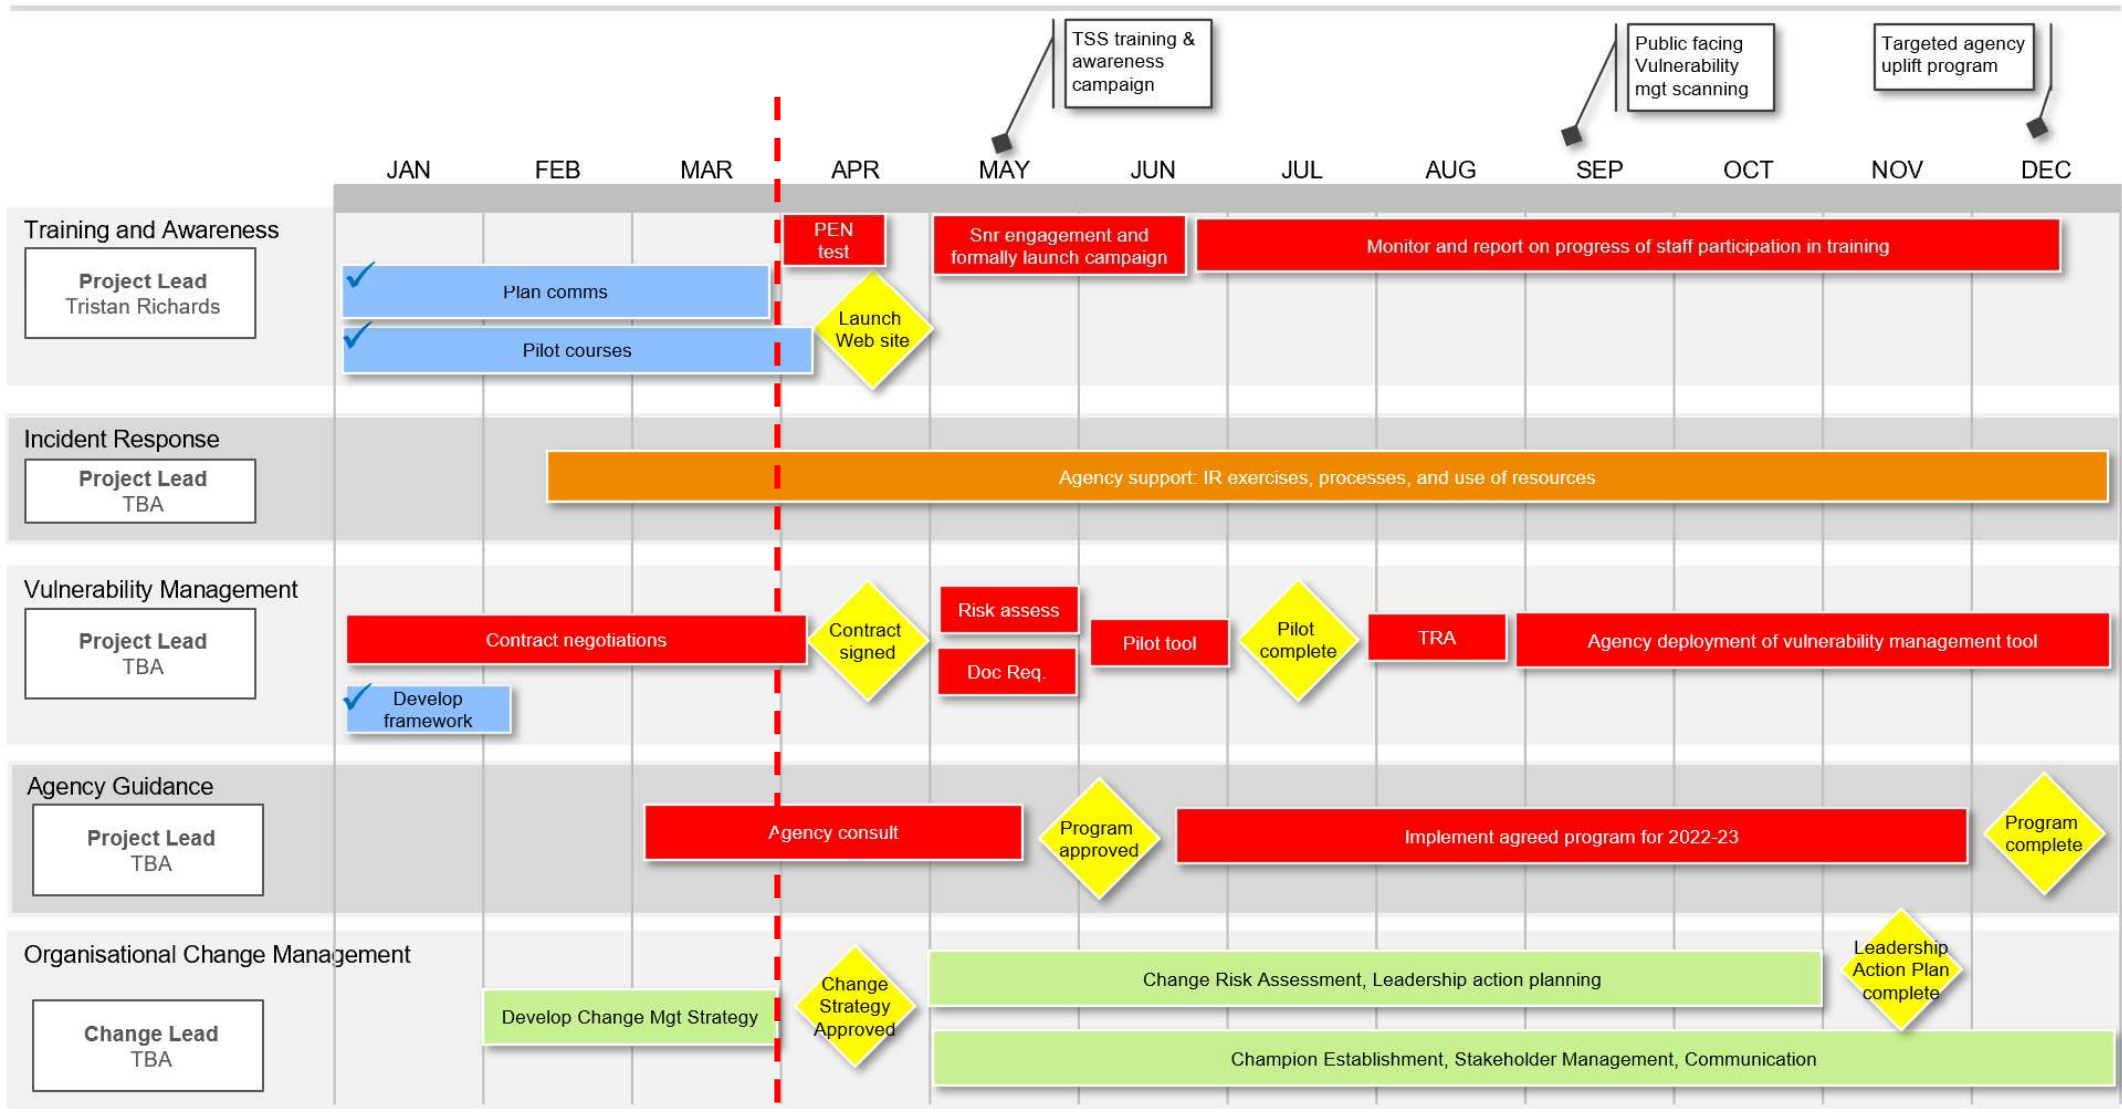 TSS training &
awareness
campaign
Public facing
Vulnerability
mgt scanning
Targeted agency
uplift program
JAN FEB MAR APR MAY JUN JUL AUG SEP OCT NOV DEC
Training and Awareness
Project Lead
Tristan Richards
PEN
test
Snr engagement and
formally launch campaign
Monitor and report on progress of staff participation in training
Plan comms
Launch
Web site
Pilot courses
Incident Response
Project Lead
TBA
Agency support: IR exercises, processes, and use of resources
Vulnerability Management
Project Lead
TBA
Contract negotiations
Contract
signed
Risk assess
Doc Req.
Pilot tool
Pilot
complete
TRA
Agency deployment of vulnerability management tool
Develop
framework
Agency Guidance
Project Lead
TBA
Agency consult
Program
approved
Implement agreed program for 2022-23
Program
complete
Organisational Change Management
Change Lead
TBA
Develop Change Mgt Strategy
Change
Strategy
Approved
Change Risk Assessment, Leadership action planning
Leadership
Action Plan
complete
Champion Establishment, Stakeholder Management, Communication